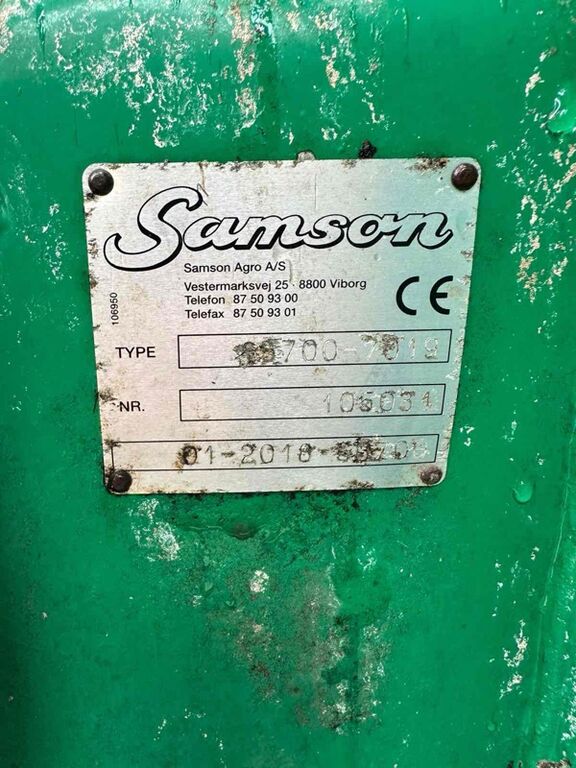 Samson
Samson Agro A/S
Vestermarksvej 25 · 8800 Viborg
Telefon 87 50 93 00
Telefax 87 50 93 01
CE
106950
TYPE
NR.